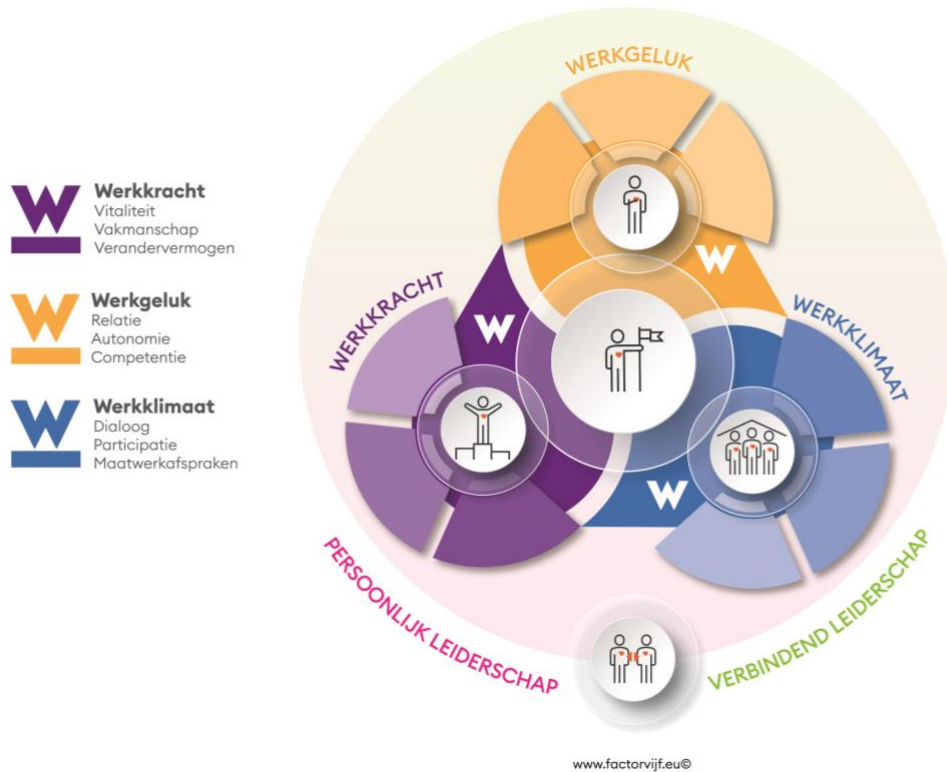 W
Werkkracht
Vitaliteit
Vakmanschap
Verandervermogen
W
Werkgeluk
Relatie
Autonomie
Competentie
W
Werkklimaat
Dialoog
Participatie
Maatwerkafspraken
WERKGELUK
W
WERKKRACHT
W
WERKKLIMAAT
W
PERSOONLIJK LEIDERSCHAP
VERBINDEND LEIDERSCHAP
www.factorvijf.eu©